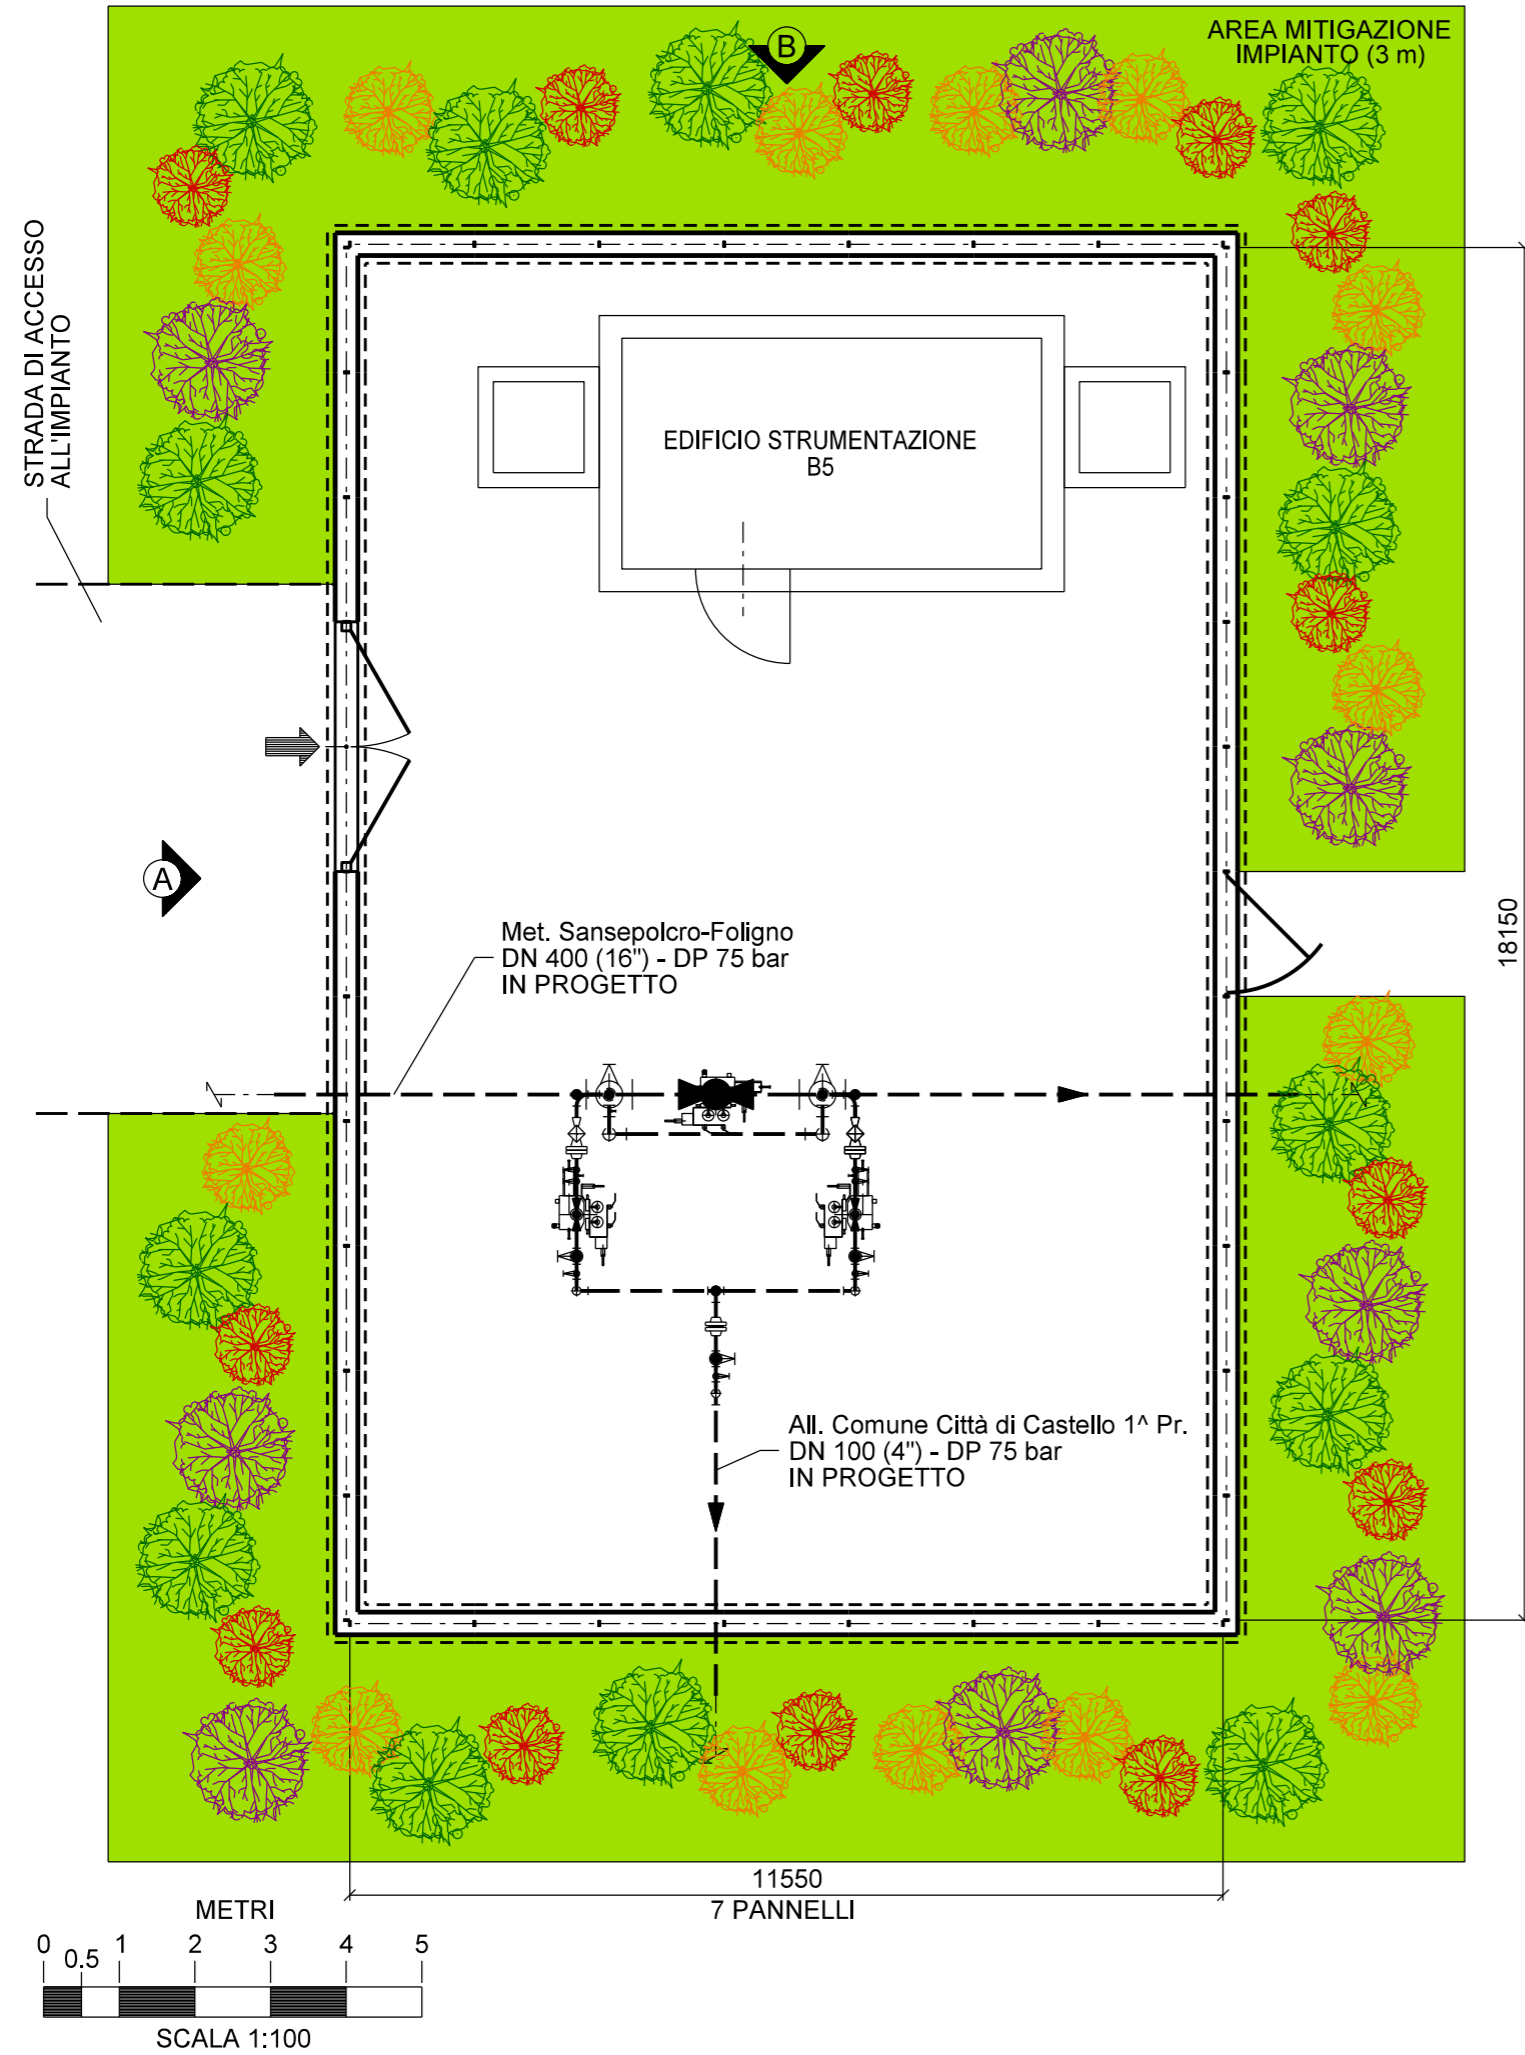 AREA MITIGAZIONE
IMPIANTO (3 m)
B
STRADA DI ACCESSO
ALL'IMPIANTO
EDIFICIO STRUMENTAZIONE
B5
A
Met. Sansepolcro-Foligno
DN 400 (16") - DP 75 bar
IN PROGETTO
18150
All. Comune Città di Castello 1^ Pr.
DN 100 (4") - DP 75 bar
IN PROGETTO
11550
7 PANNELLI
METRI
0 0.5 1 2 3 4 5
SCALA 1:100